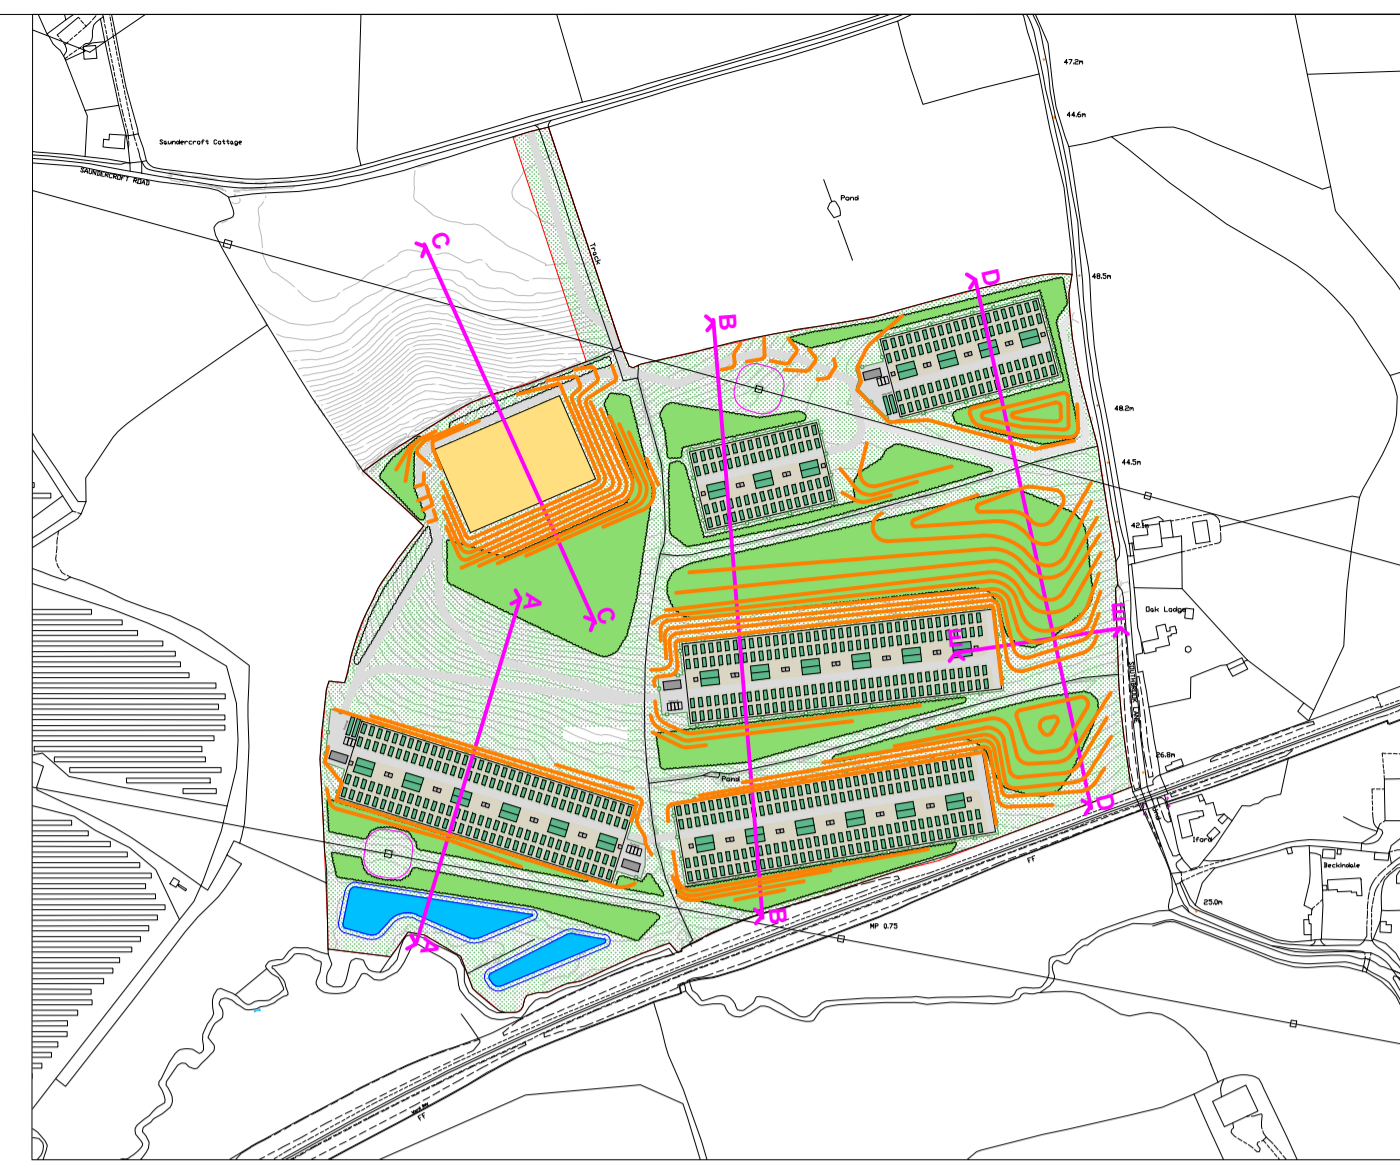 47.2m
44.6m
Saundercroft Cottage
SAUNDERCROFT ROAD
Pond
C
Track
D
48.5m
B
48.2m
44.5m
42.1m
A
C
Oak Lodge
E
E
26.8m
Pond
D
Iford
FF
Beckindale
25.0m
B
MP 0.75
A
FF